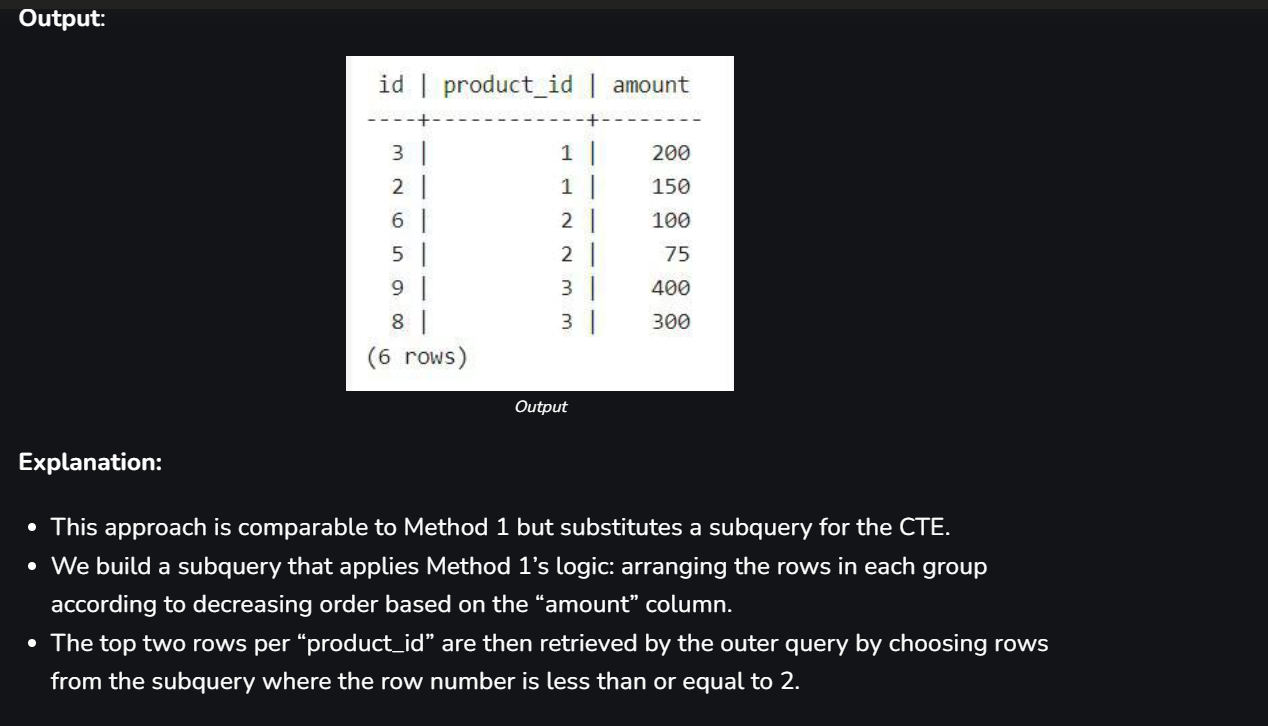 Output:
id | product_id | amount
----+------------+--------
3 | 1 | 200
2 | 1 | 150
6 | 2 | 100
5 | 2 | 75
9 | 3 | 400
8 | 3 | 300
(6 rows)
Output
Explanation:
• This approach is comparable to Method 1 but substitutes a subquery for the CTE.
• We build a subquery that applies Method 1’s logic: arranging the rows in each group
according to decreasing order based on the “amount” column.
• The top two rows per “product_id” are then retrieved by the outer query by choosing rows
from the subquery where the row number is less than or equal to 2.